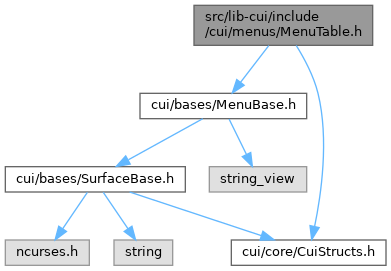 src/lib-cui/include
/cui/menus/MenuTable.h
cui/bases/MenuBase.h
cui/bases/SurfaceBase.h
string_view
ncurses.h
string
cui/core/CuiStructs.h